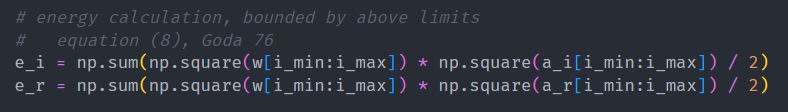 # energy calculation, bounded by above limits
#   equation (8), Goda 76
e_i = np.sum(np.square(w[i_min:i_max]) * np.square(a_i[i_min:i_max]) / 2)
e_r = np.sum(np.square(w[i_min:i_max]) * np.square(a_r[i_min:i_max]) / 2)